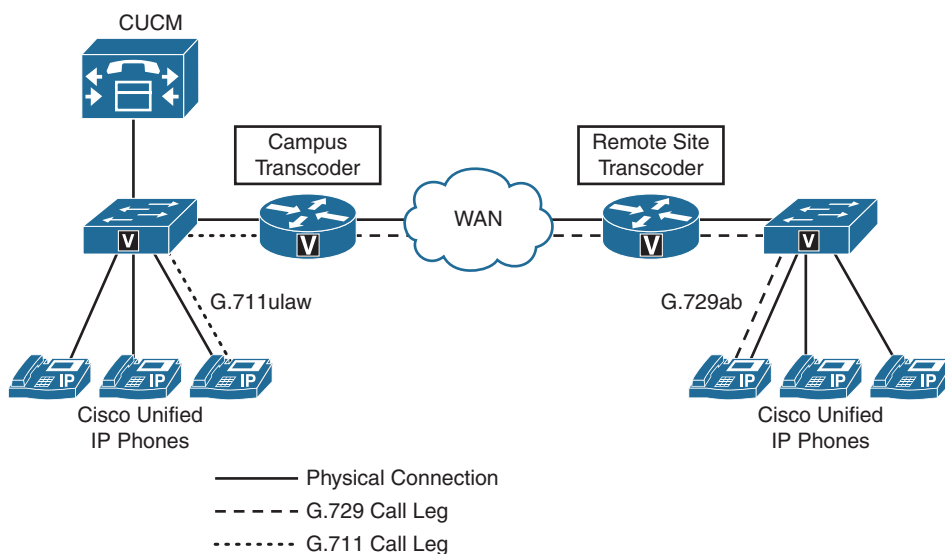 CUCM
Campus
Transcoder
Remote Site
Transcoder
WAN
V
V
V
V
G.711ulaw
G.729ab
IP
IP
IP
IP
IP
IP
Cisco Unified
IP Phones
Cisco Unified
IP Phones
Physical Connection
G.729 Call Leg
G.711 Call Leg